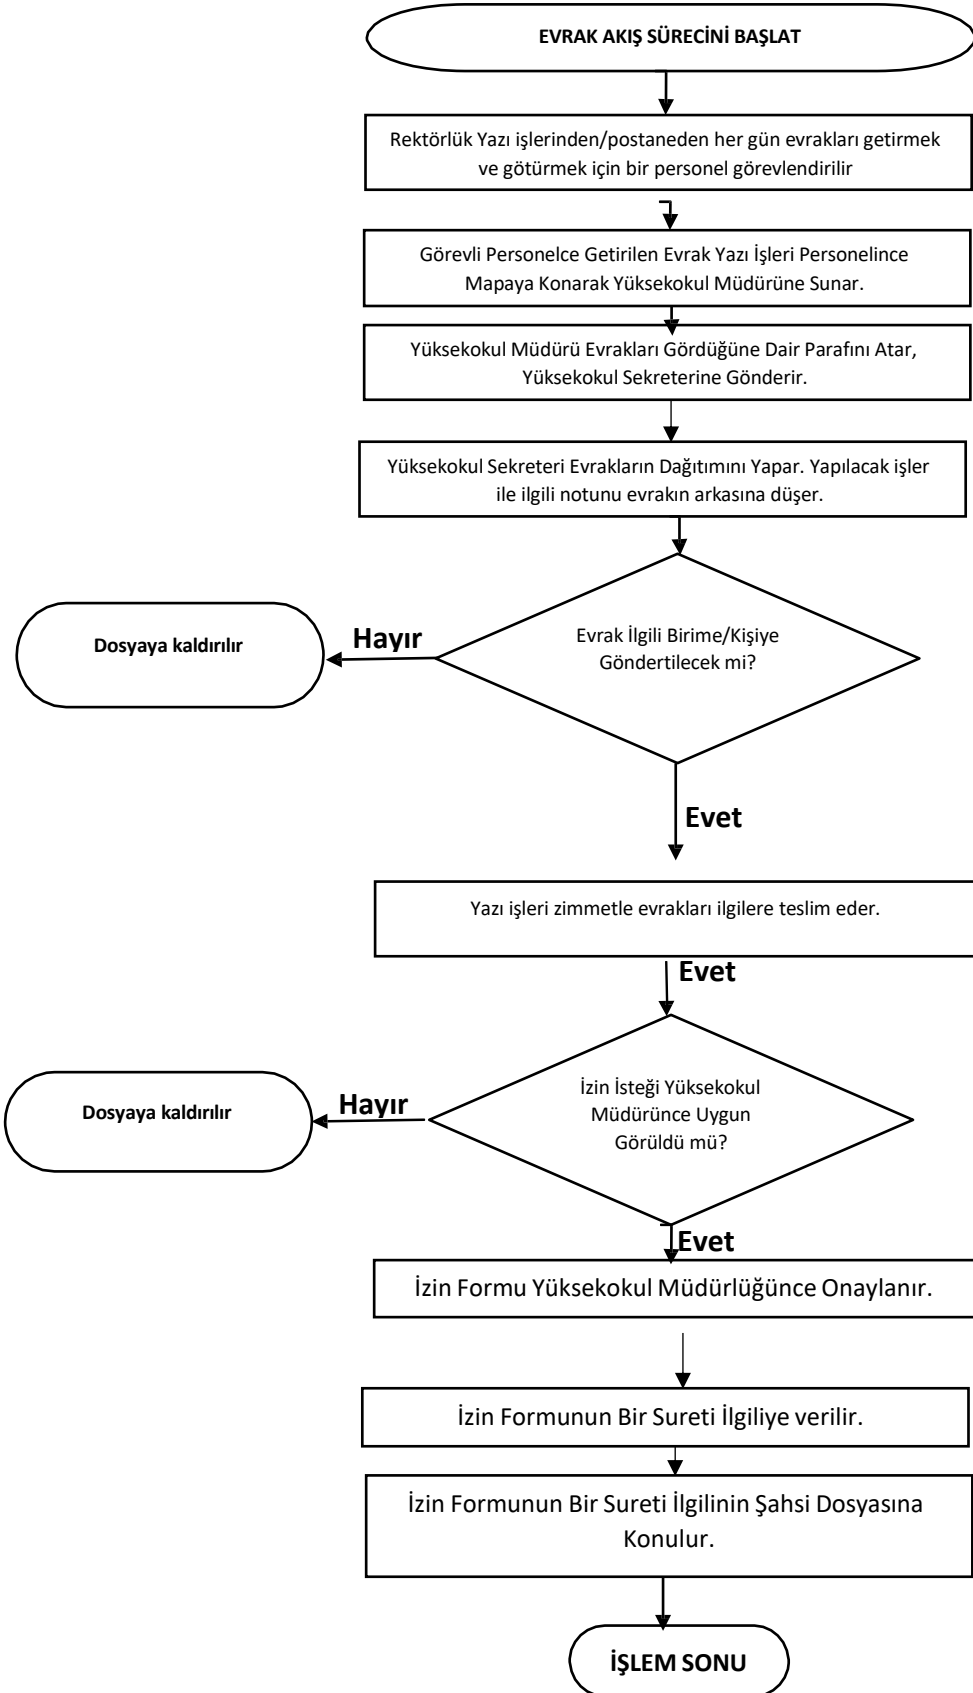 EVRAK AKIŞ SÜRECİNİ BAŞLAT
Rektörlük Yazı işlerinden/postaneden her gün evrakları getirmek
ve götürmek için bir personel görevlendirilir
Görevli Personelce Getirilen Evrak Yazı İşleri Personelince
Mapaya Konarak Yüksekokul Müdürüne Sunar.
Yüksekokul Müdürü Evrakları Gördüğüne Dair Parafını Atar,
Yüksekokul Sekreterine Gönderir.
Yüksekokul Sekreteri Evrakların Dağıtımını Yapar. Yapılacak işler
ile ilgili notunu evrakın arkasına düşer.
Evrak İlgili Birime/Kişiye
Göndertilecek mi?
Hayır
Dosyaya kaldırılır
Evet
Yazı işleri zimmetle evrakları ilgilere teslim eder.
Evet
İzin İsteği Yüksekokul
Müdürünce Uygun
Görüldü mü?
Hayır
Dosyaya kaldırılır
Evet
İzin Formu Yüksekokul Müdürlüğünce Onaylanır.
İzin Formunun Bir Sureti İlgiliye verilir.
İzin Formunun Bir Sureti İlgilinin Şahsi Dosyasına
Konulur.
İŞLEM SONU